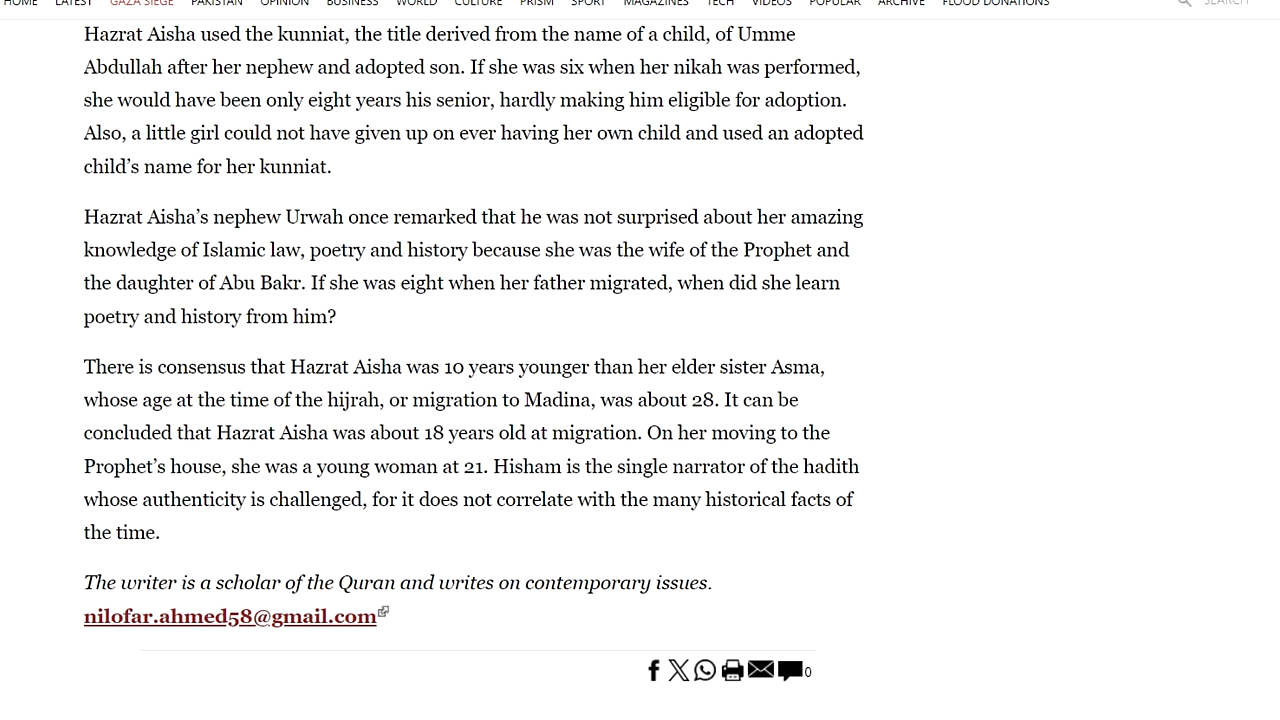 HOME LATEST GAZA SIEGE PAKISTAN OPINION BUSINESS WORLD CULTURE PRISM SPORT MAGAZINES TECH VIDEOS POPULAR ARCHIVE FLOOD DONATIONS SEARCH
Hazrat Aisha used the kunniat, the title derived from the name of a child, of Umme
Abdullah after her nephew and adopted son. If she was six when her nikah was performed,
she would have been only eight years his senior, hardly making him eligible for adoption.
Also, a little girl could not have given up on ever having her own child and used an adopted
child’s name for her kunniat.
Hazrat Aisha’s nephew Urwah once remarked that he was not surprised about her amazing
knowledge of Islamic law, poetry and history because she was the wife of the Prophet and
the daughter of Abu Bakr. If she was eight when her father migrated, when did she learn
poetry and history from him?
There is consensus that Hazrat Aisha was 10 years younger than her elder sister Asma,
whose age at the time of the hijrah, or migration to Madina, was about 28. It can be
concluded that Hazrat Aisha was about 18 years old at migration. On her moving to the
Prophet’s house, she was a young woman at 21. Hisham is the single narrator of the hadith
whose authenticity is challenged, for it does not correlate with the many historical facts of
the time.
The writer is a scholar of the Quran and writes on contemporary issues.
nilofar.ahmed58@gmail.com
0